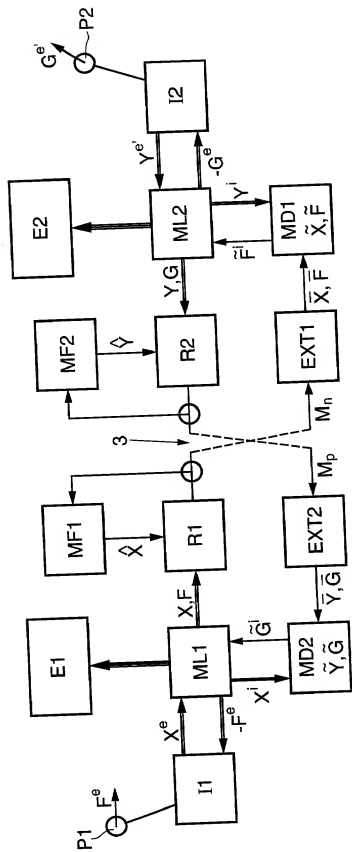 P1
F^e
I1
X^e
-F^e
E1
ML1
X^i
G̃^i
X,F
MD2
Ỹ,G̃
MF1
X̂
R1
EXT2
Ȳ,Ḡ
M_p
3
MF2
Ŷ
R2
Y,G
M_n
EXT1
X̄,F̄
E2
ML2
F̃^i
Y^i
MD1
X̃,F̃
Y^e'
-G^e
I2
P2
G^e'